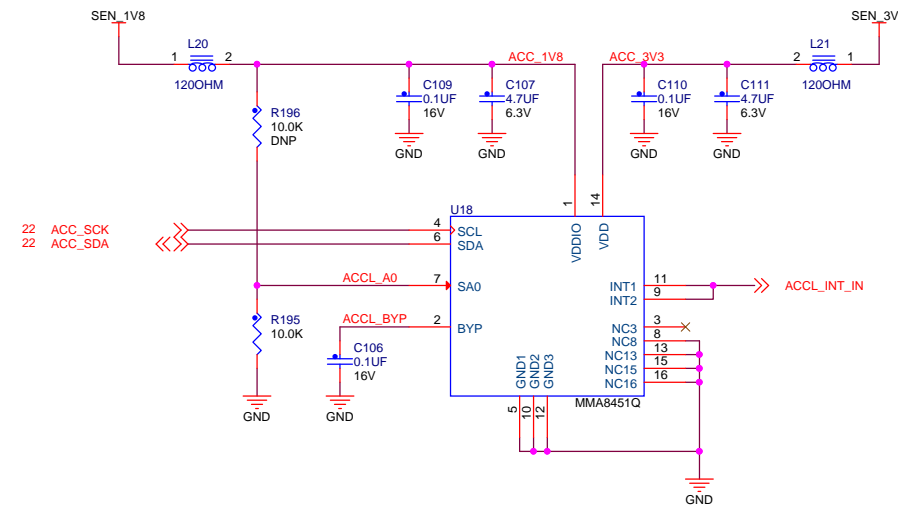 SEN_1V8
SEN_3V
L20
1
2
120OHM
ACC_1V8
ACC_3V3
L21
2
1
120OHM
C109
0.1UF
16V
GND
C107
4.7UF
6.3V
GND
C110
0.1UF
16V
GND
C111
4.7UF
6.3V
GND
R196
10.0K
DNP
U18
1
14
VDDIO
VDD
22 ACC_SCK
4
SCL
22 ACC_SDA
6
SDA
ACCL_A0
7
SA0
INT1
11
ACCL_INT_IN
INT2
9
R195
10.0K
GND
ACCL_BYP
2
BYP
C106
0.1UF
16V
GND
NC3
3
NC8
8
NC13
13
NC15
15
NC16
16
GND1
GND2
GND3
MMA8451Q
5
10
12
GND